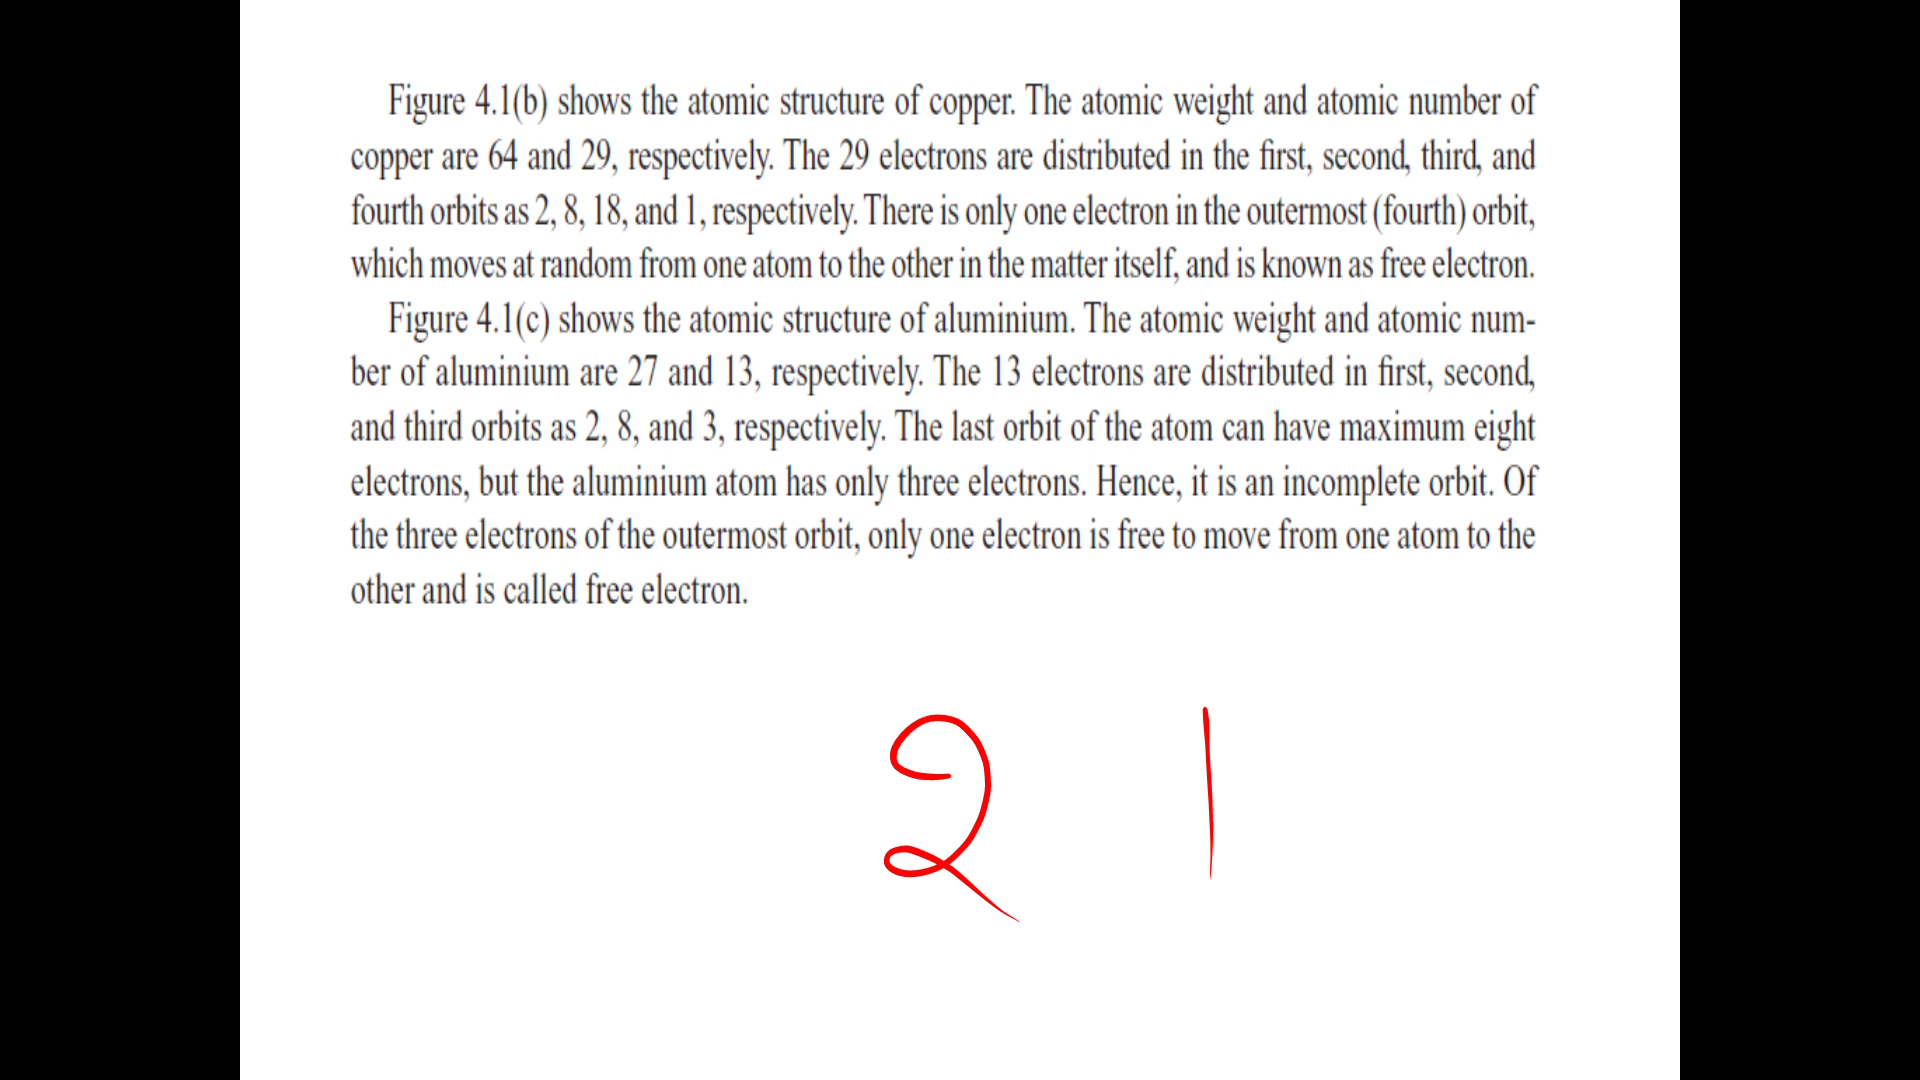 Figure 4.1(b) shows the atomic structure of copper. The atomic weight and atomic number of
copper are 64 and 29, respectively. The 29 electrons are distributed in the first, second, third, and
fourth orbits as 2, 8, 18, and 1, respectively. There is only one electron in the outermost (fourth) orbit,
which moves at random from one atom to the other in the matter itself, and is known as free electron.
Figure 4.1(c) shows the atomic structure of aluminium. The atomic weight and atomic num-
ber of aluminium are 27 and 13, respectively. The 13 electrons are distributed in first, second,
and third orbits as 2, 8, and 3, respectively. The last orbit of the atom can have maximum eight
electrons, but the aluminium atom has only three electrons. Hence, it is an incomplete orbit. Of
the three electrons of the outermost orbit, only one electron is free to move from one atom to the
other and is called free electron.
2 1